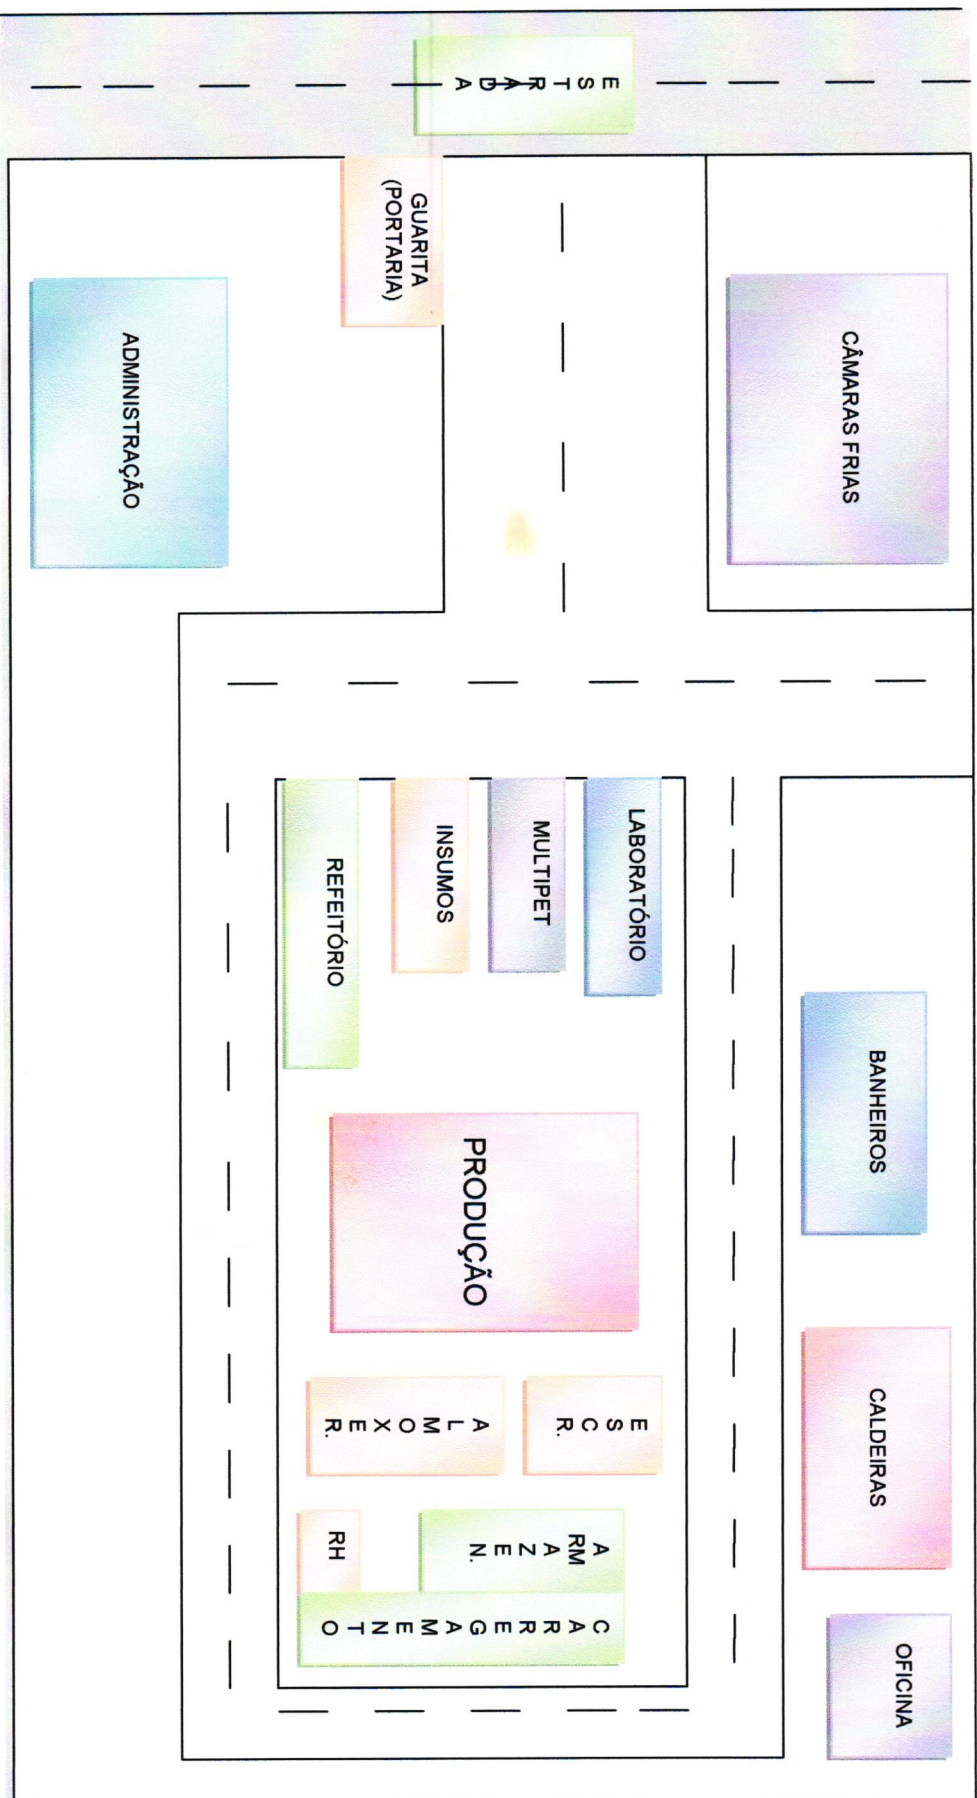 CÂMARAS FRIAS
BANHEIROS
CALDEIRAS
OFICINA
ESTRADA
GUARITA
(PORTARIA)
LABORATÓRIO
MULTIPET
INSUMOS
REFEITÓRIO
PRODUÇÃO
ESCR.
ALMOXER.
ARMAZEN.
RH
CARREGAMENTO
ADMINISTRAÇÃO